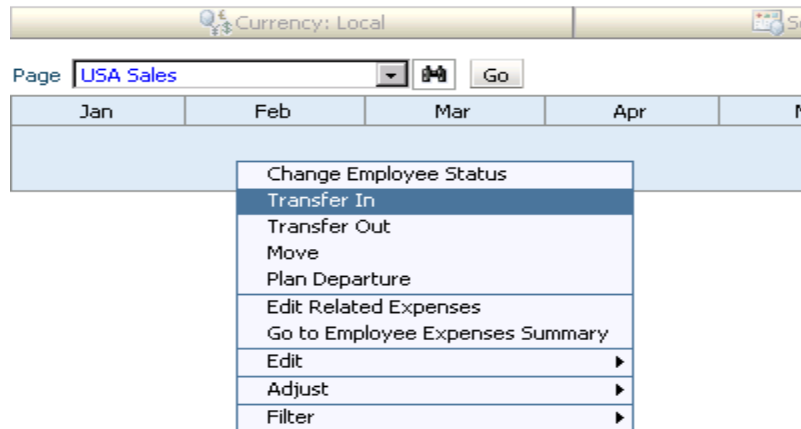 Currency: Local
Page USA Sales Go
Jan Feb Mar Apr
Change Employee Status
Transfer In
Transfer Out
Move
Plan Departure
Edit Related Expenses
Go to Employee Expenses Summary
Edit
Adjust
Filter